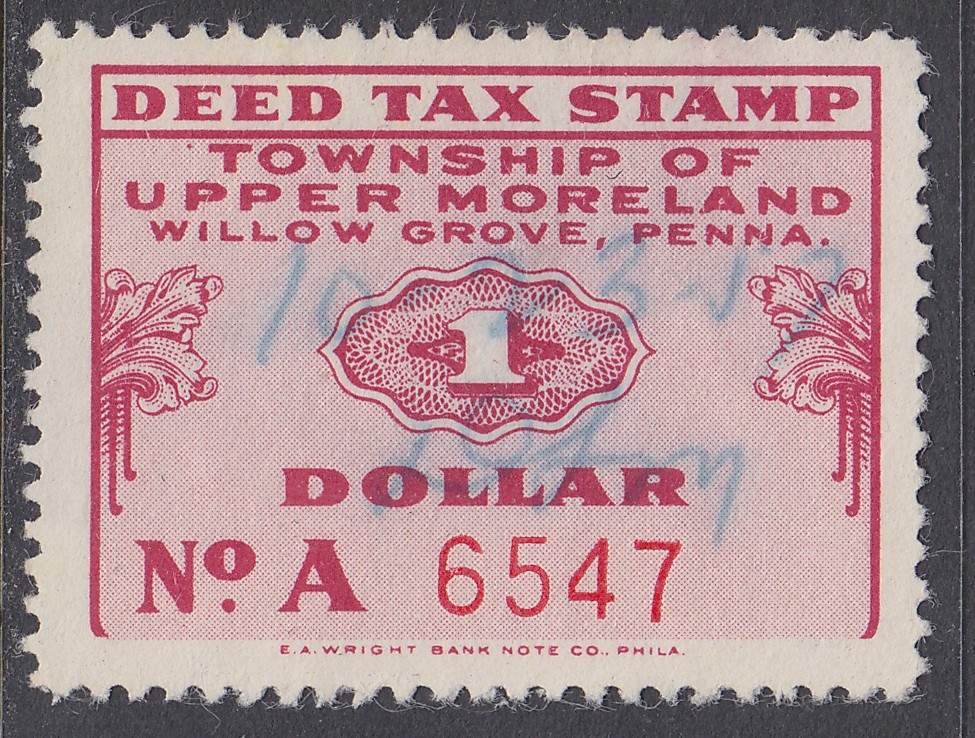 DEED TAX STAMP
TOWNSHIP OF
UPPER MORELAND
WILLOW GROVE, PENNA.
1
DOLLAR
No. A 6547
E.A. WRIGHT BANK NOTE CO., PHILA.